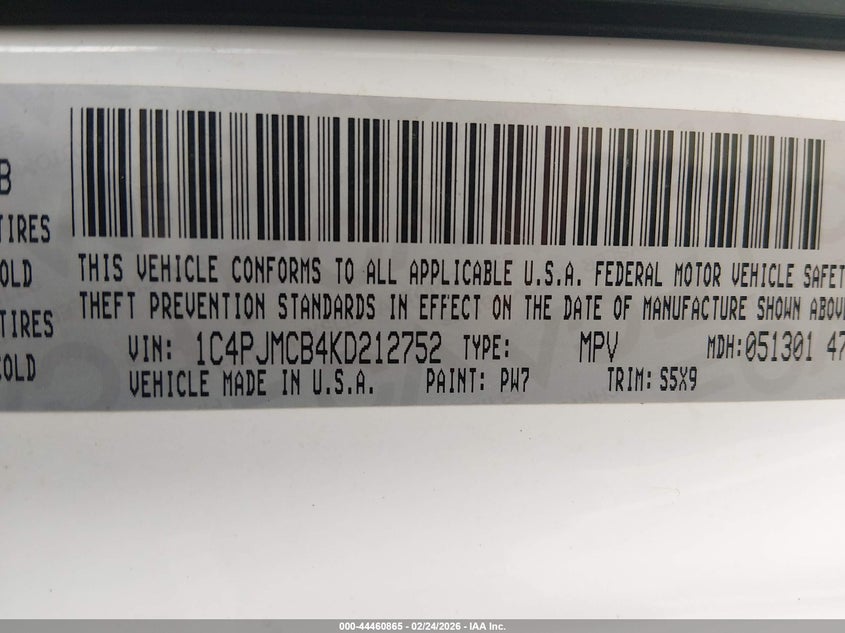 B
TIRES
COLD
TIRES
COLD
THIS VEHICLE CONFORMS TO ALL APPLICABLE U.S.A. FEDERAL MOTOR VEHICLE SAFET
THEFT PREVENTION STANDARDS IN EFFECT ON THE DATE OF MANUFACTURE SHOWN ABOV
VIN: 1C4PJMCB4KD212752 TYPE: MPV MDH:051301 47
VEHICLE MADE IN U.S.A. PAINT: PW7 TRIM: S5X9
000-44460865 - 02/24/2026 - IAA Inc.